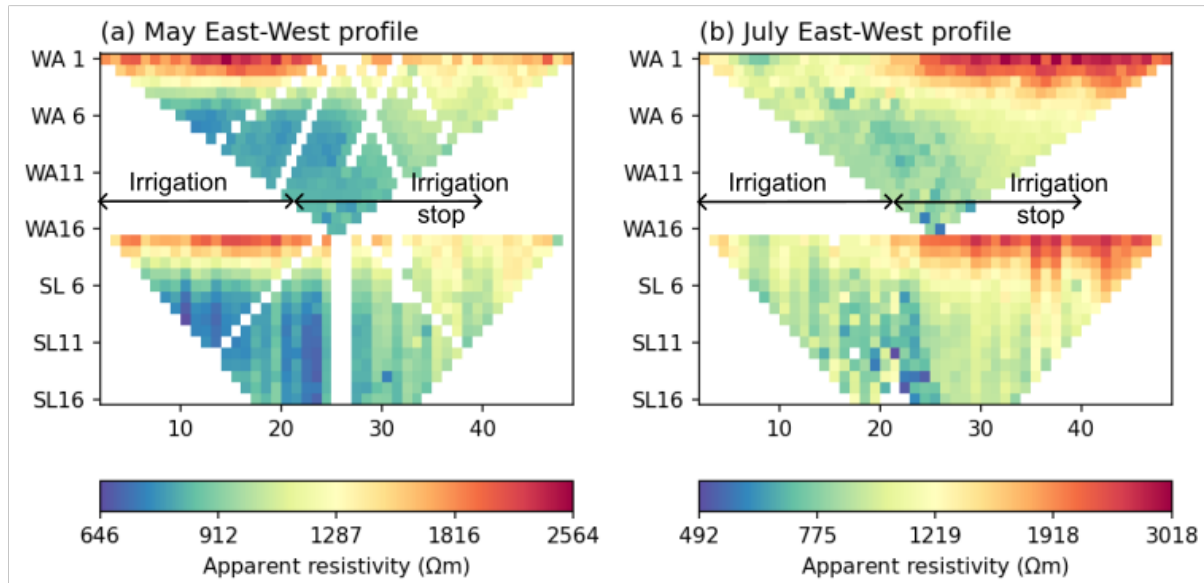 (a) May East-West profile
WA 1
WA 6
WA11
WA16
SL 6
SL11
SL16
Irrigation
Irrigation
stop
10 20 30 40
646 912 1287 1816 2564
Apparent resistivity (Ωm)
(b) July East-West profile
WA 1
WA 6
WA11
WA16
SL 6
SL11
SL16
Irrigation
Irrigation
stop
10 20 30 40
492 775 1219 1918 3018
Apparent resistivity (Ωm)